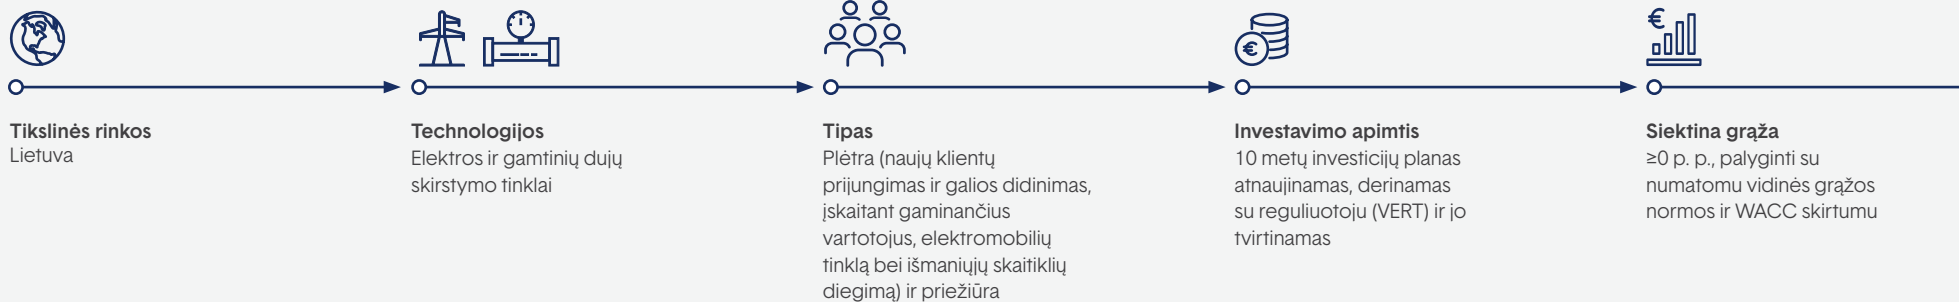 Tikslinės rinkos
Lietuva
Technologijos
Elektros ir gamtinių dujų
skirstymo tinklai
Tipas
Plėtra (naujų klientų
prijungimas ir galios didinimas,
įskaitant gaminančius
vartotojus, elektromobilių
tinklą bei išmaniųjų skaitiklių
diegimą) ir priežiūra
Investavimo apimtis
10 metų investicijų planas
atnaujinamas, derinamas
su reguliuotoju (VERT) ir jo
tvirtinamas
Siektina grąža
≥0 p. p., palyginti su
numatomu vidinės grąžos
normos ir WACC skirtumu